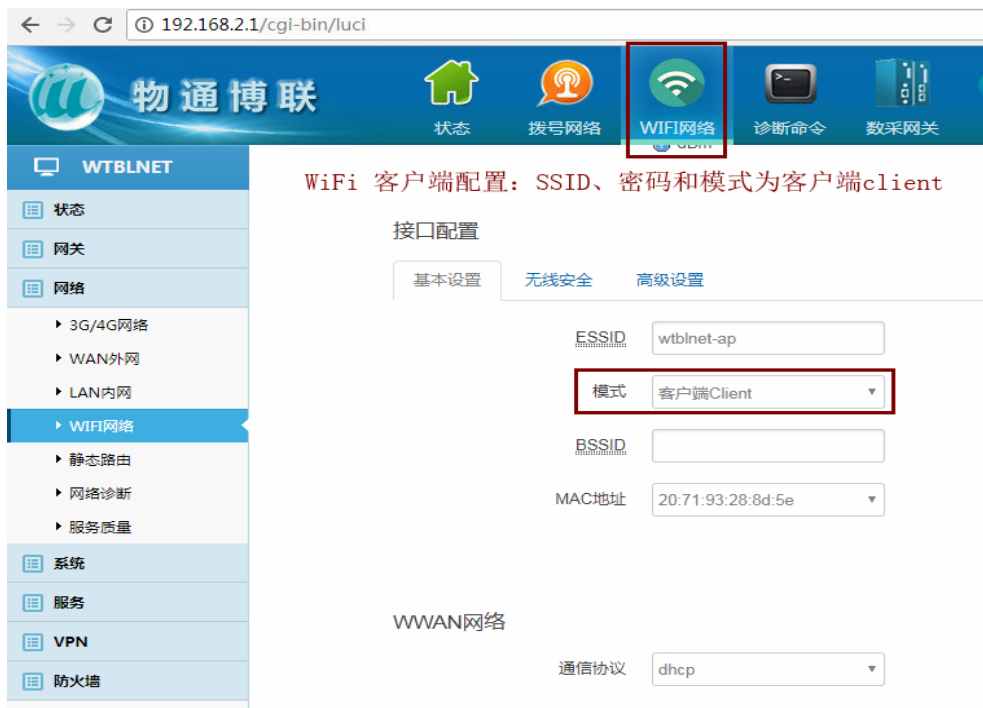 192.168.2.1/cgi-bin/luci
物通博联
状态 拨号网络 WIFI网络 诊断命令 数采网关
dBm
WTBLNET
WiFi 客户端配置：SSID、密码和模式为客户端client
状态
网关
网络
3G/4G网络
WAN外网
LAN内网
WIFI网络
静态路由
网络诊断
服务质量
系统
服务
VPN
防火墙
接口配置
基本设置 无线安全 高级设置
ESSID wtblnet-ap
模式 客户端Client
BSSID
MAC地址 20:71:93:28:8d:5e
WWAN网络
通信协议 dhcp